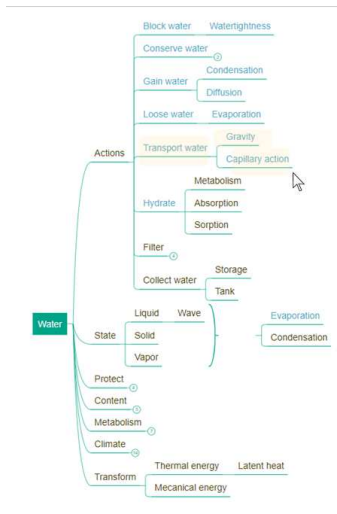 Block water
Watertightness
Conserve water
Gain water
Condensation
Diffusion
Loose water
Evaporation
Actions
Transport water
Gravity
Capillary action
Hydrate
Metabolism
Absorption
Sorption
Filter
Collect water
Storage
Tank
Water
State
Liquid
Wave
Solid
Vapor
Evaporation
Condensation
Protect
Content
Metabolism
Climate
Transform
Thermal energy
Latent heat
Mecanical energy